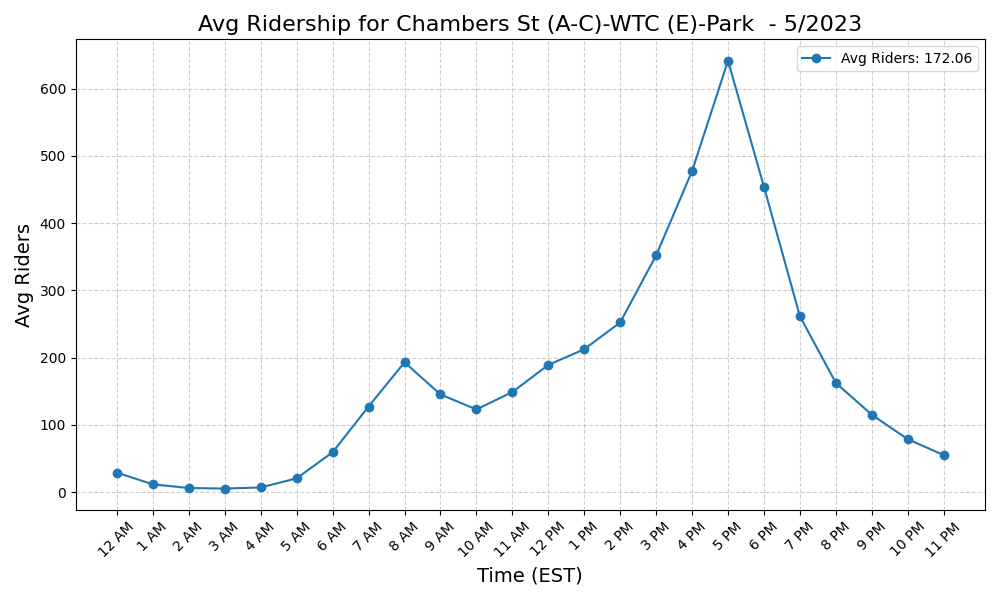 Avg Ridership for Chambers St (A-C)-WTC (E)-Park  - 5/2023
Avg Riders: 172.06
Avg Riders
600
500
400
300
200
100
0
12 AM 1 AM 2 AM 3 AM 4 AM 5 AM 6 AM 7 AM 8 AM 9 AM 10 AM 11 AM 12 PM 1 PM 2 PM 3 PM 4 PM 5 PM 6 PM 7 PM 8 PM 9 PM 10 PM 11 PM
Time (EST)